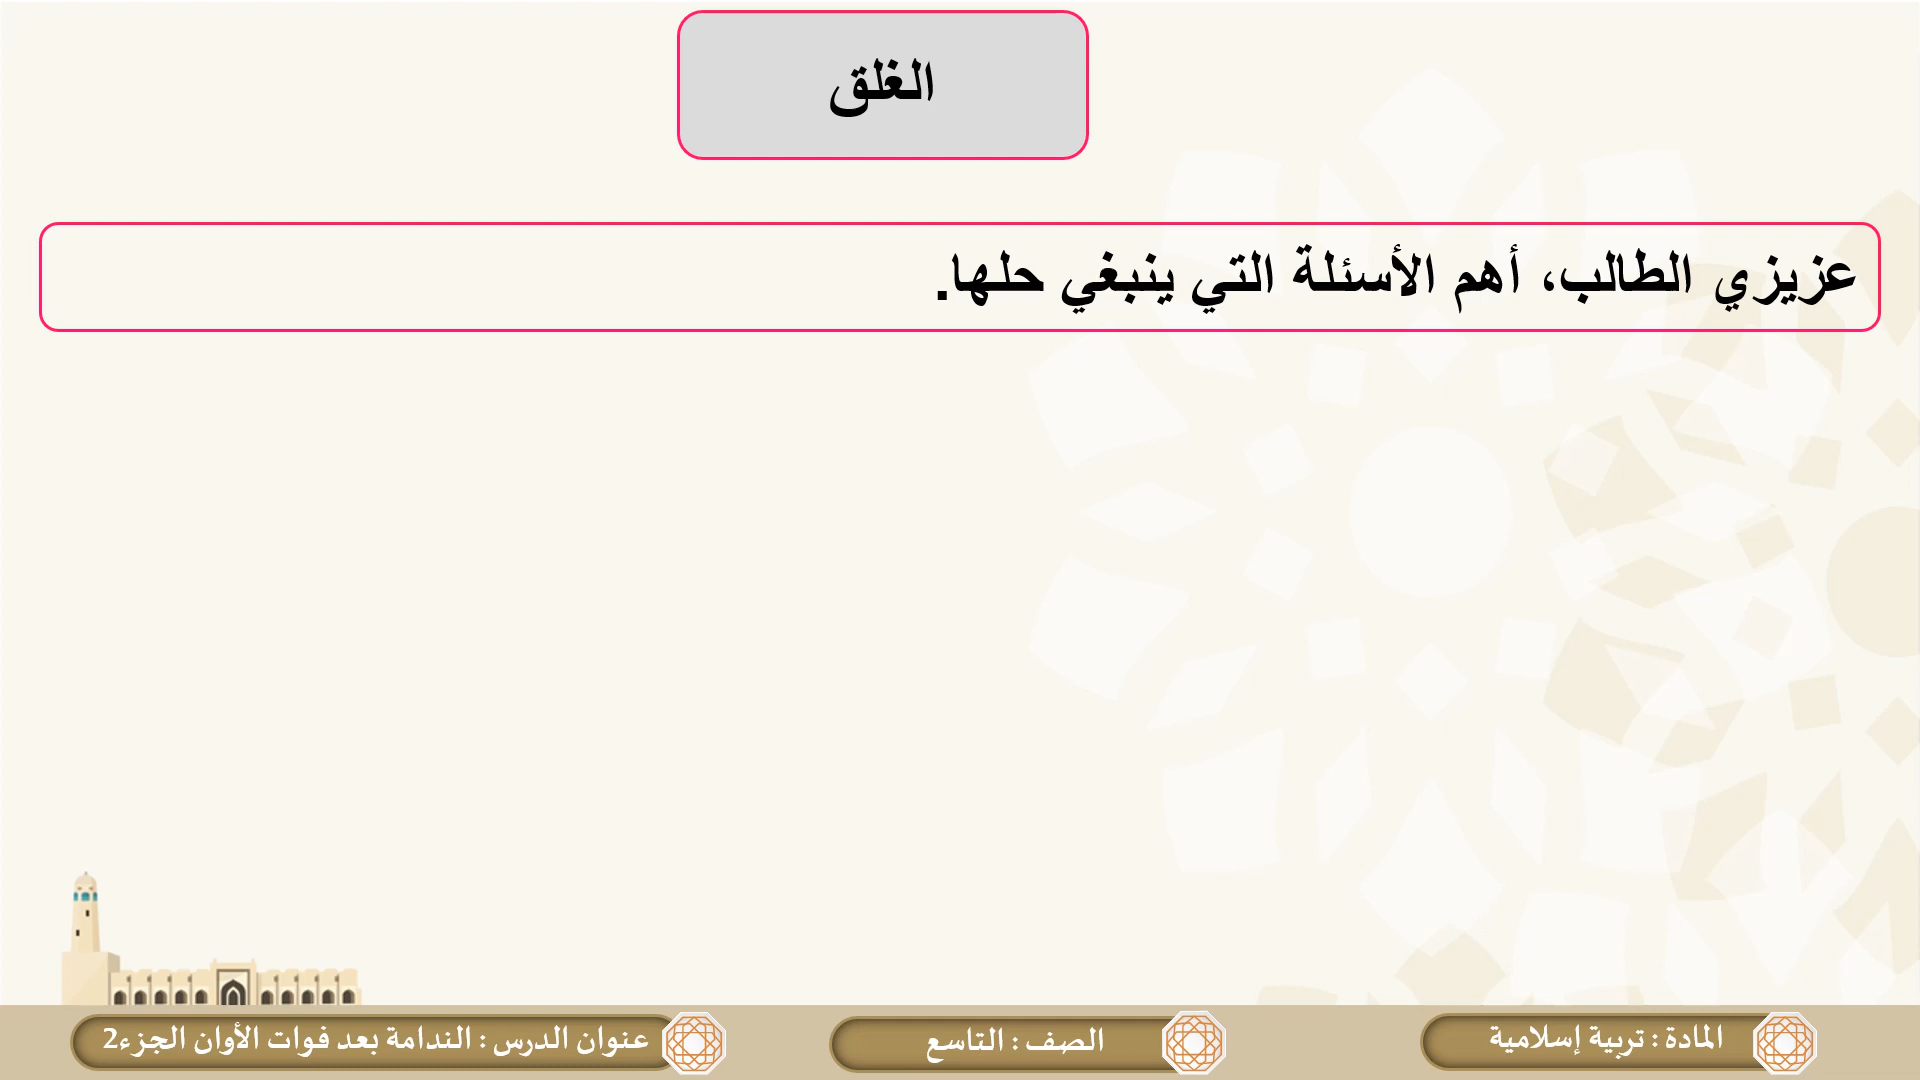 الغلق
عزيزي الطالب، أهم الأسئلة التي ينبغي حلها.
المادة : تربية إسلامية
الصف : التاسع
عنوان الدرس : الندامة بعد فوات الأوان الجزء2